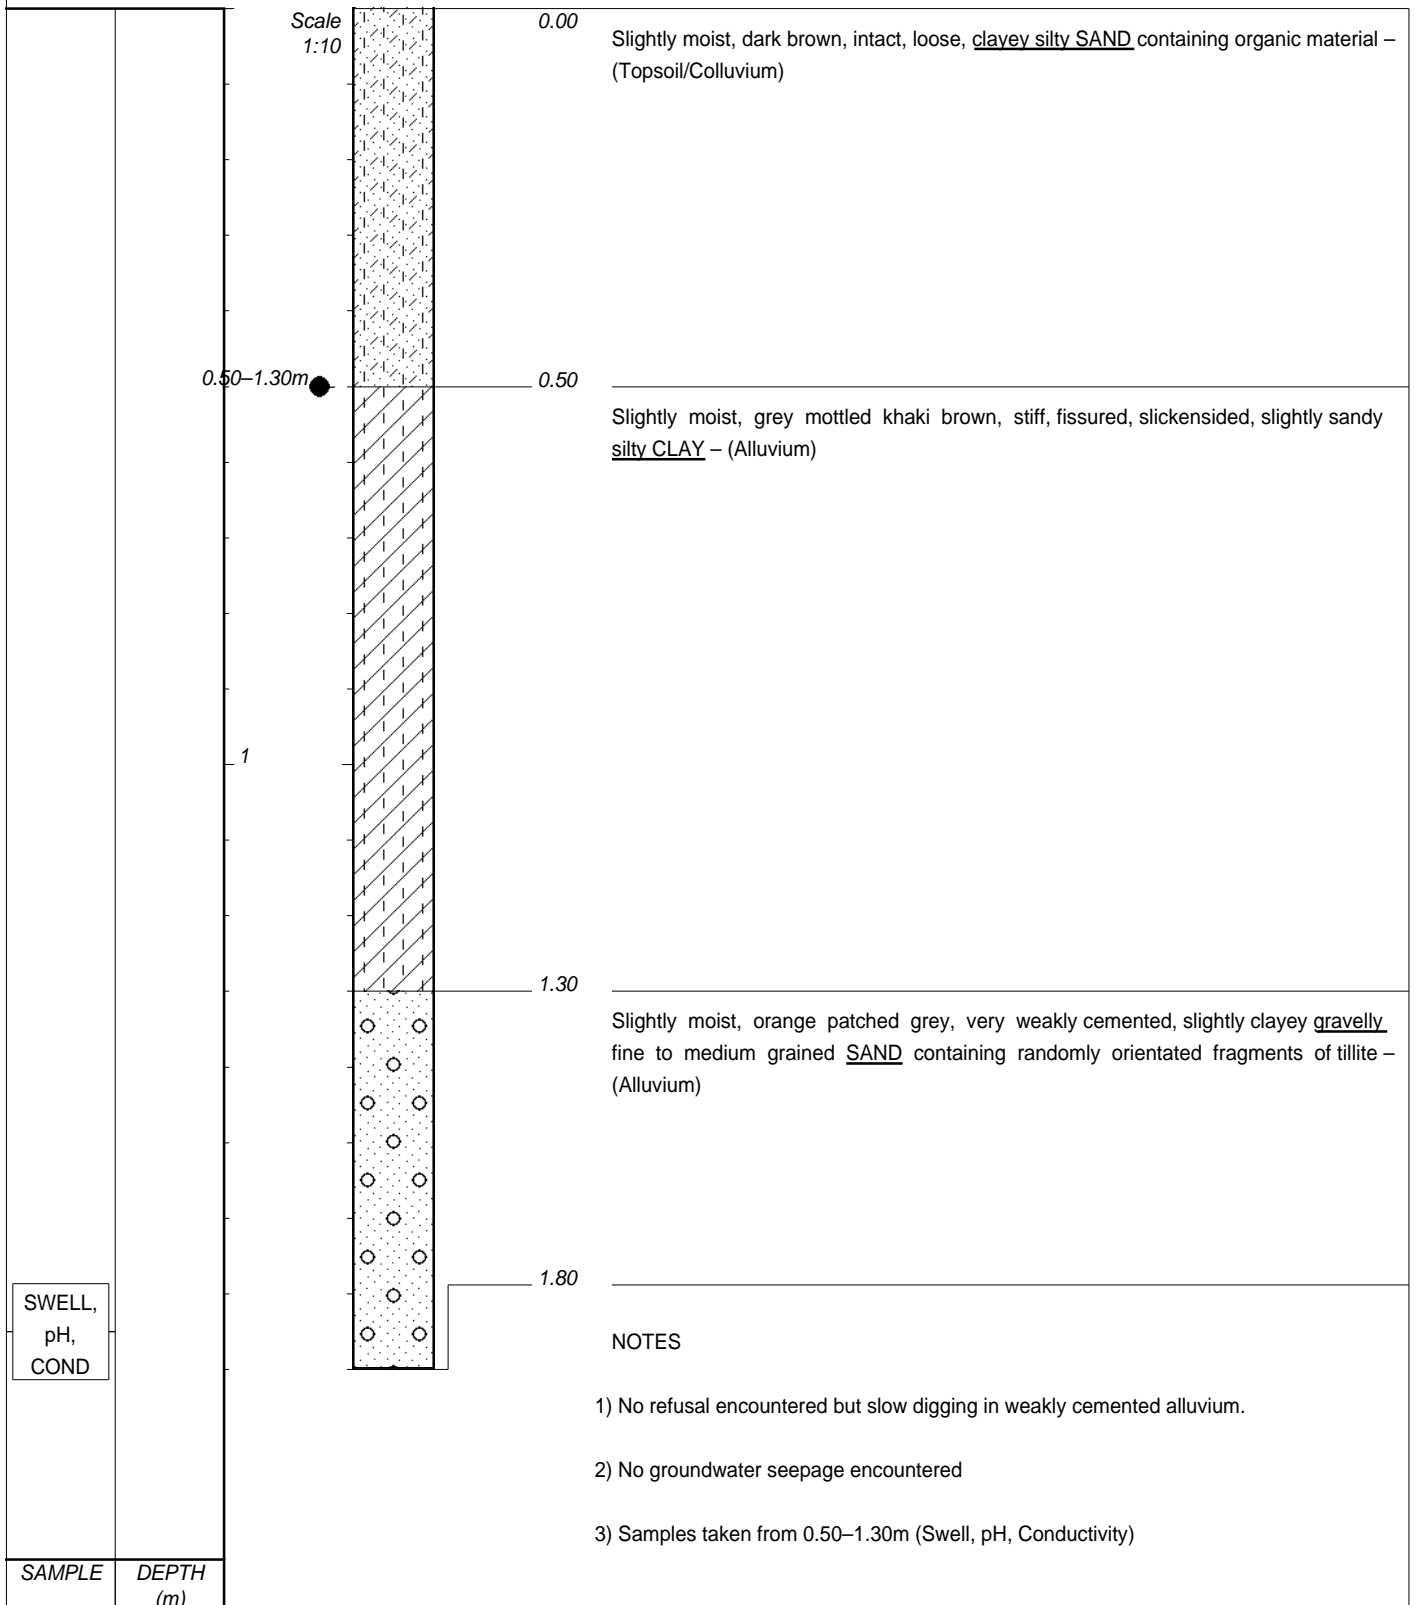 Scale
1:10
0.00
Slightly moist, dark brown, intact, loose, clayey silty SAND containing organic material –
(Topsoil/Colluvium)
0.50–1.30m
0.50
Slightly moist, grey mottled khaki brown, stiff, fissured, slickensided, slightly sandy
silty CLAY – (Alluvium)
1
1.30
Slightly moist, orange patched grey, very weakly cemented, slightly clayey gravelly
fine to medium grained SAND containing randomly orientated fragments of tillite –
(Alluvium)
1.80
SWELL,
pH,
COND
NOTES
1) No refusal encountered but slow digging in weakly cemented alluvium.
2) No groundwater seepage encountered
3) Samples taken from 0.50–1.30m (Swell, pH, Conductivity)
SAMPLE
DEPTH
(m)